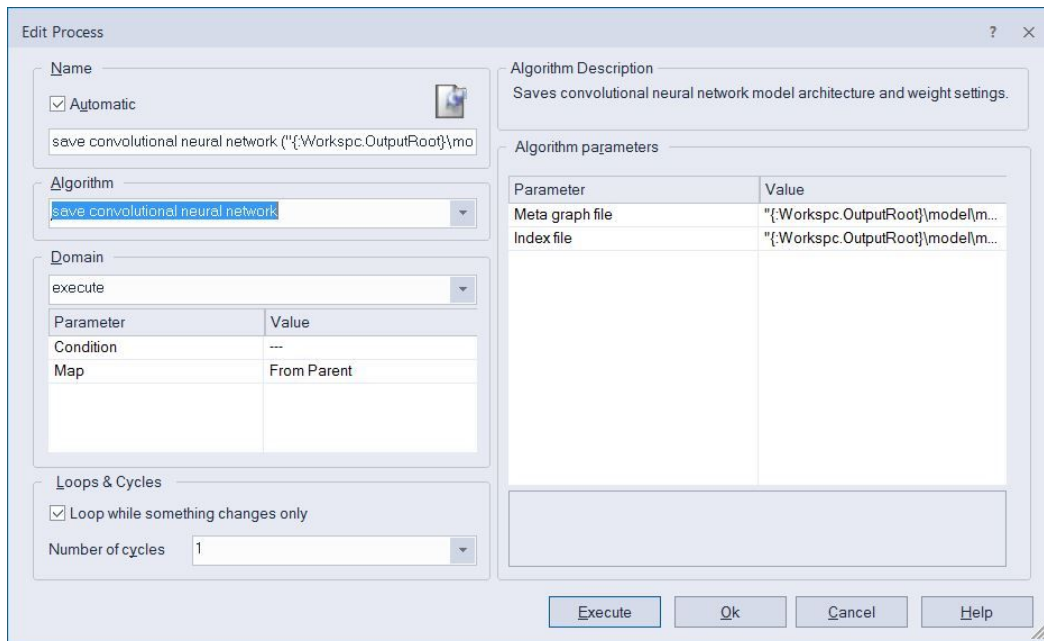 Edit Process
? ×
Name
Automatic
save convolutional neural network ("{:Workspc.OutputRoot}\mo
Algorithm
save convolutional neural network
Domain
execute
Parameter Value
Condition ---
Map From Parent
Loops & Cycles
Loop while something changes only
Number of cycles 1
Algorithm Description
Saves convolutional neural network model architecture and weight settings.
Algorithm parameters
Parameter Value
Meta graph file "{:Workspc.OutputRoot}\model\m...
Index file "{:Workspc.OutputRoot}\model\m...
Execute Ok Cancel Help